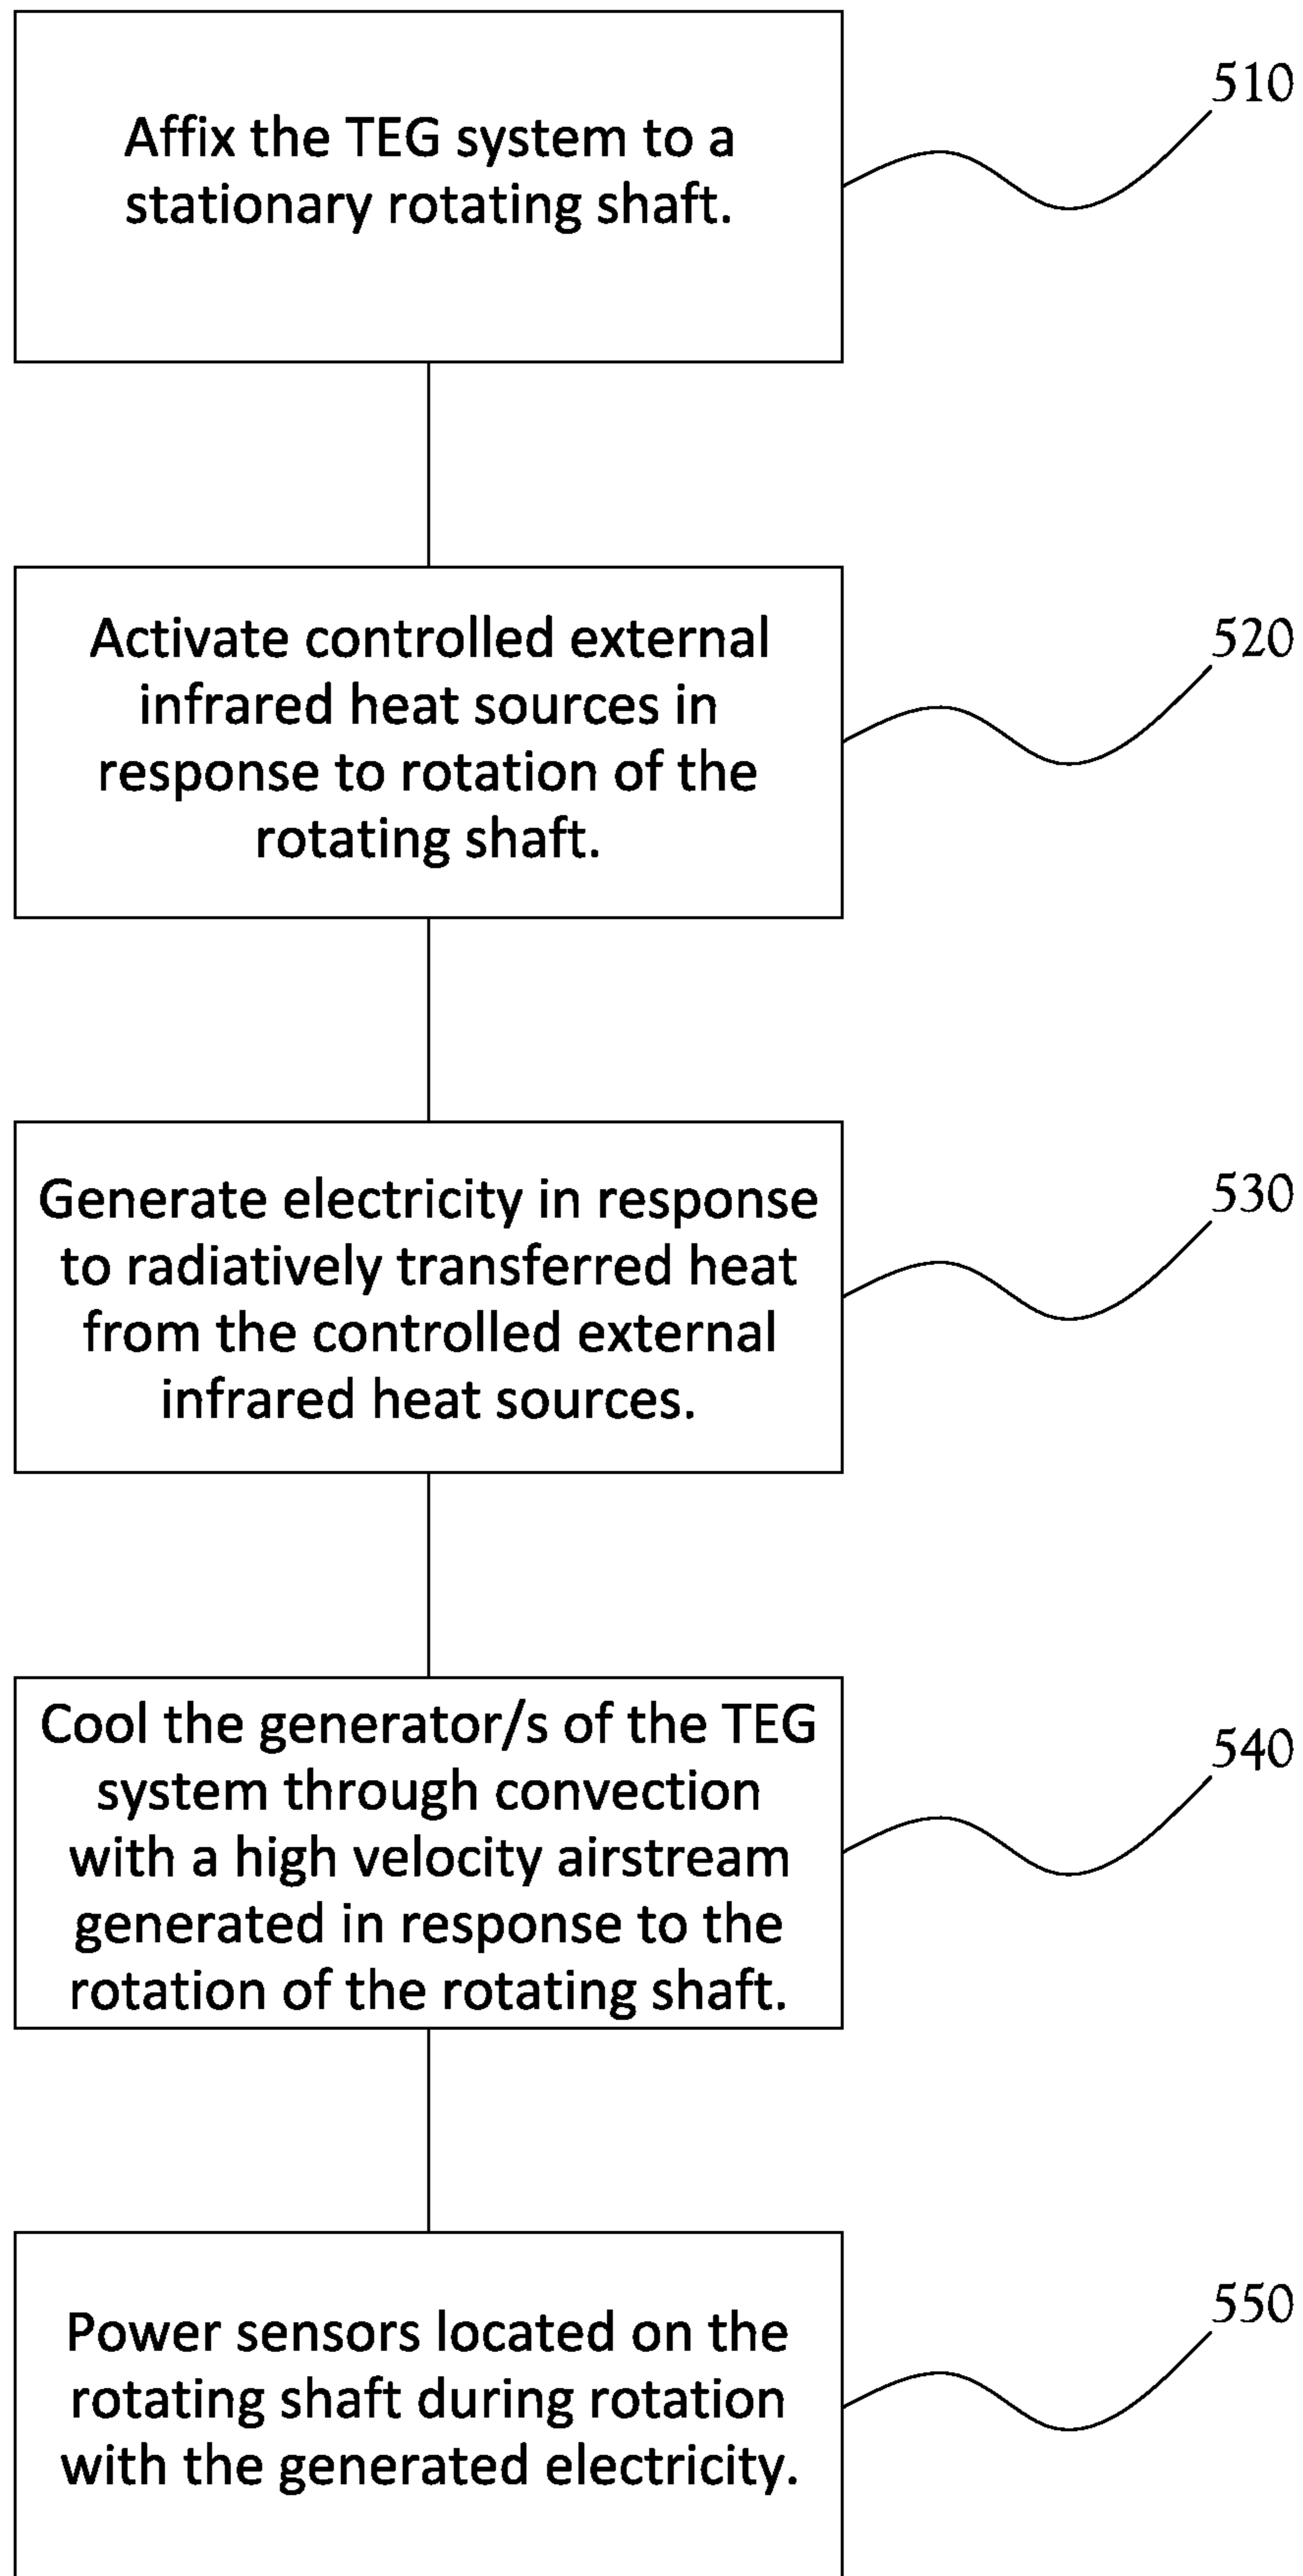 Affix the TEG system to a
stationary rotating shaft.
510
Activate controlled external
infrared heat sources in
response to rotation of the
rotating shaft.
520
Generate electricity in response
to radiatively transferred heat
from the controlled external
infrared heat sources.
530
Cool the generator/s of the TEG
system through convection
with a high velocity airstream
generated in response to the
rotation of the rotating shaft.
540
Power sensors located on the
rotating shaft during rotation
with the generated electricity.
550